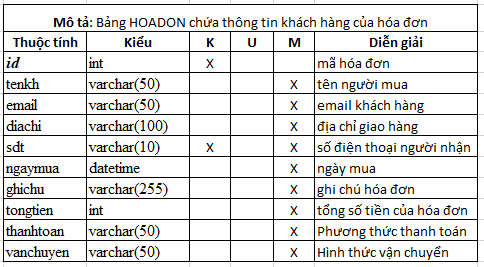 Mô tả: Bảng HOADON chứa thông tin khách hàng của hóa đơn
Thuộc tính Kiểu K U M Diễn giải
id int X mã hóa đơn
tenkh varchar(50) X tên người mua
email varchar(50) X email khách hàng
diachi varchar(100) X địa chỉ giao hàng
sdt varchar(10) X X số điện thoại người nhận
ngaymua datetime X ngày mua
ghichu varchar(255) X ghi chú hóa đơn
tongtien int X tổng số tiền của hóa đơn
thanhtoan varchar(50) X Phương thức thanh toán
vanchuyen varchar(50) X Hình thức vận chuyển